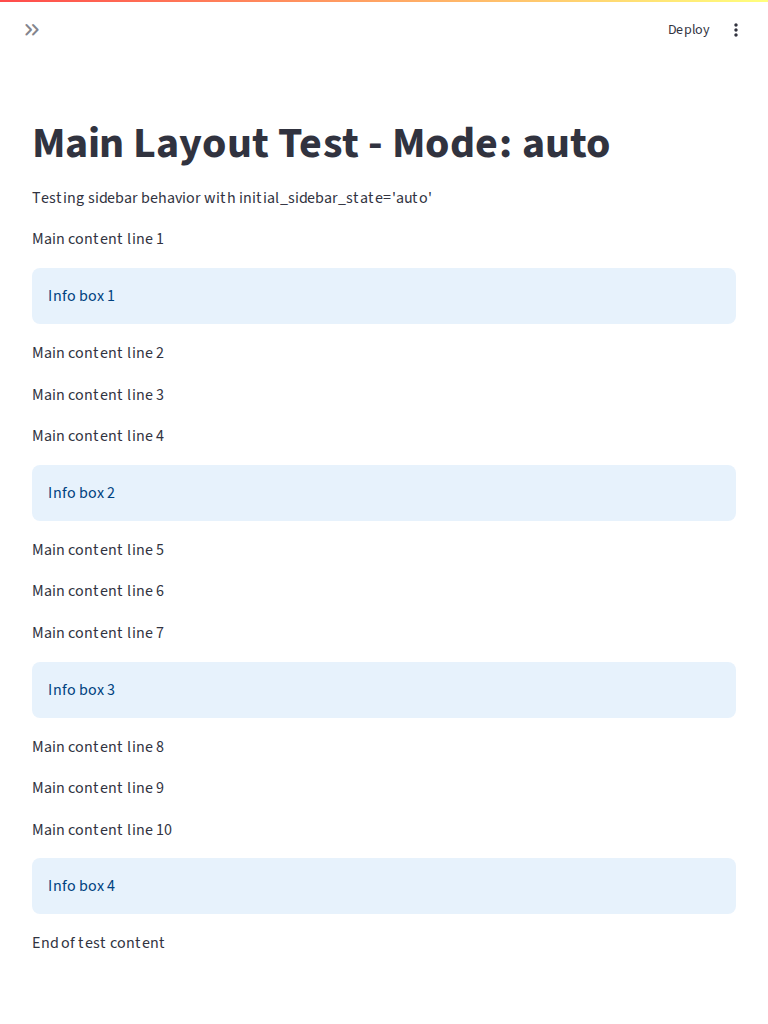 Deploy
Main Layout Test - Mode: auto
Testing sidebar behavior with initial_sidebar_state='auto'
Main content line 1
Info box 1
Main content line 2
Main content line 3
Main content line 4
Info box 2
Main content line 5
Main content line 6
Main content line 7
Info box 3
Main content line 8
Main content line 9
Main content line 10
Info box 4
End of test content